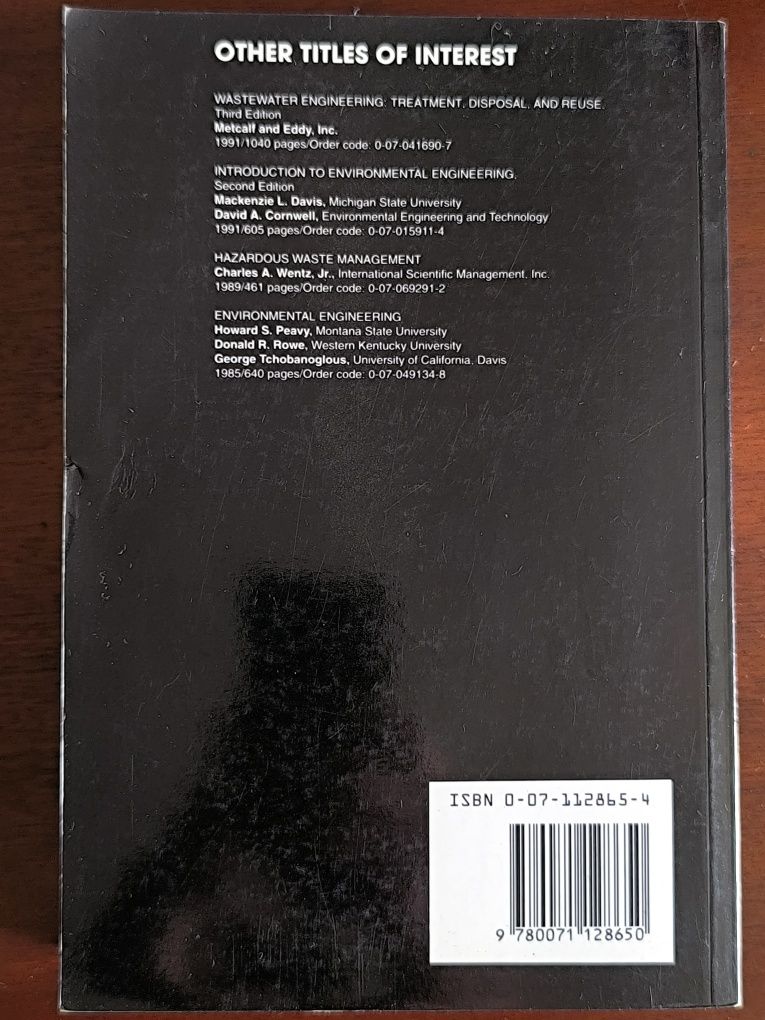 OTHER TITLES OF INTEREST
WASTEWATER ENGINEERING: TREATMENT, DISPOSAL, AND REUSE.
Third Edition
Metcalf and Eddy, Inc.
1991/1040 pages/Order code: 0-07-041690-7
INTRODUCTION TO ENVIRONMENTAL ENGINEERING.
Second Edition
Mackenzie L. Davis, Michigan State University
David A. Cornwell, Environmental Engineering and Technology
1991/605 pages/Order code: 0-07-015911-4
HAZARDOUS WASTE MANAGEMENT
Charles A. Wentz, Jr., International Scientific Management, Inc.
1989/461 pages/Order code: 0-07-069291-2
ENVIRONMENTAL ENGINEERING
Howard S. Peavy, Montana State University
Donald R. Rowe, Western Kentucky University
George Tchobanoglous, University of California, Davis
1985/640 pages/Order code: 0-07-049134-8
ISBN 0-07-112865-4
9 780071 128650